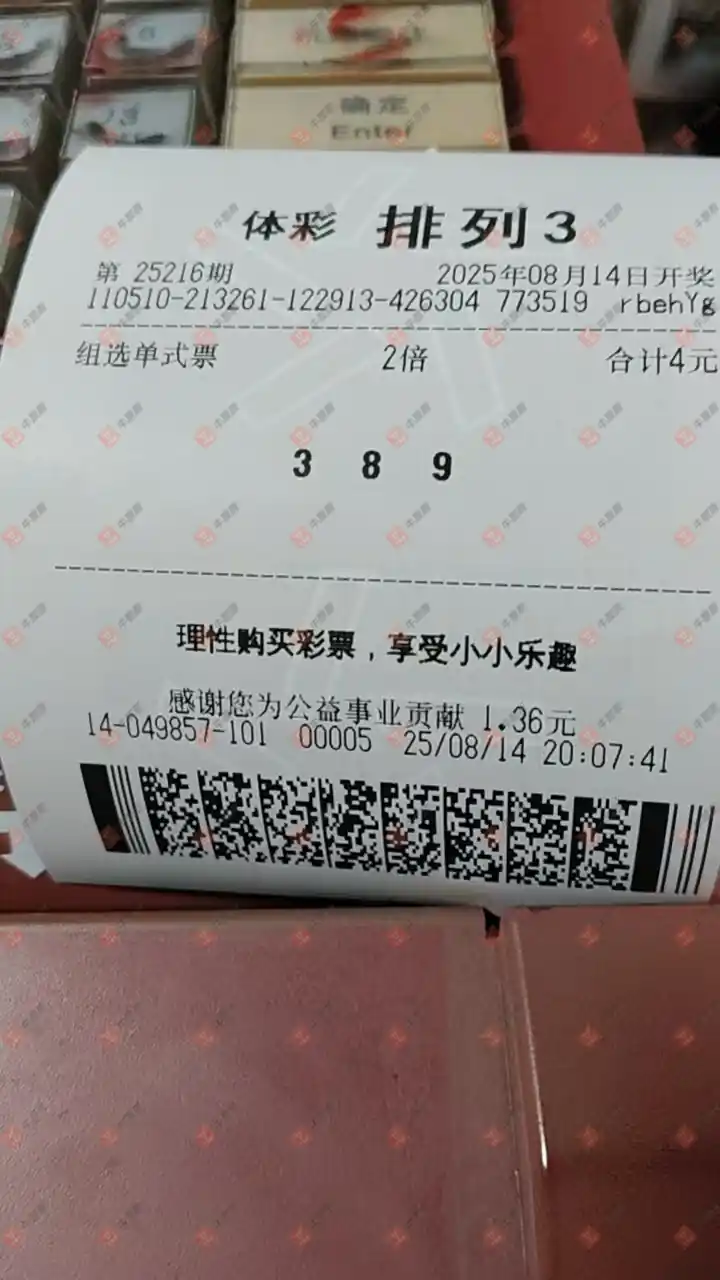 确定
Enter
体彩 排列3
第 25216期 2025年08月14日开奖
110510-213261-122913-426304 773519 rbehYg
组选单式票 2倍 合计4元
3 8 9
理性购买彩票，享受小小乐趣
感谢您为公益事业贡献 1.36元
14-049857-101 00005 25/08/14 20:07:41